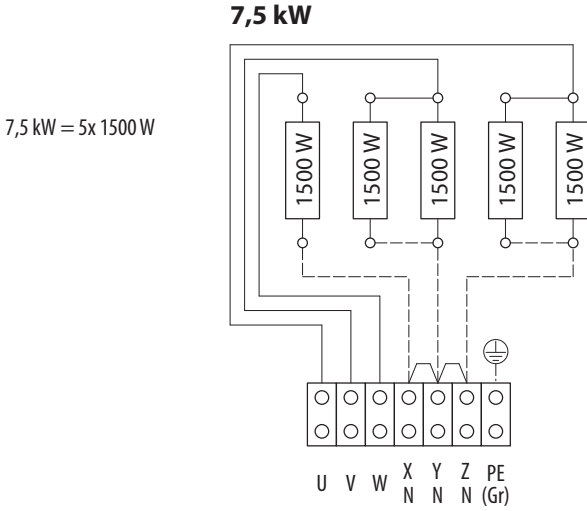 7,5 kW
7,5 kW = 5x 1500 W
1500 W
1500 W
1500 W
1500 W
1500 W
U V W X Y Z PE
N N N (Gr)